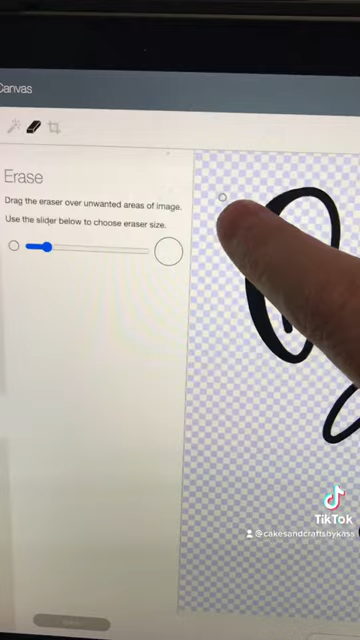 Canvas
Erase
Drag the eraser over unwanted areas of image.
Use the slider below to choose eraser size.
TikTok
@cakesandcraftsbykass